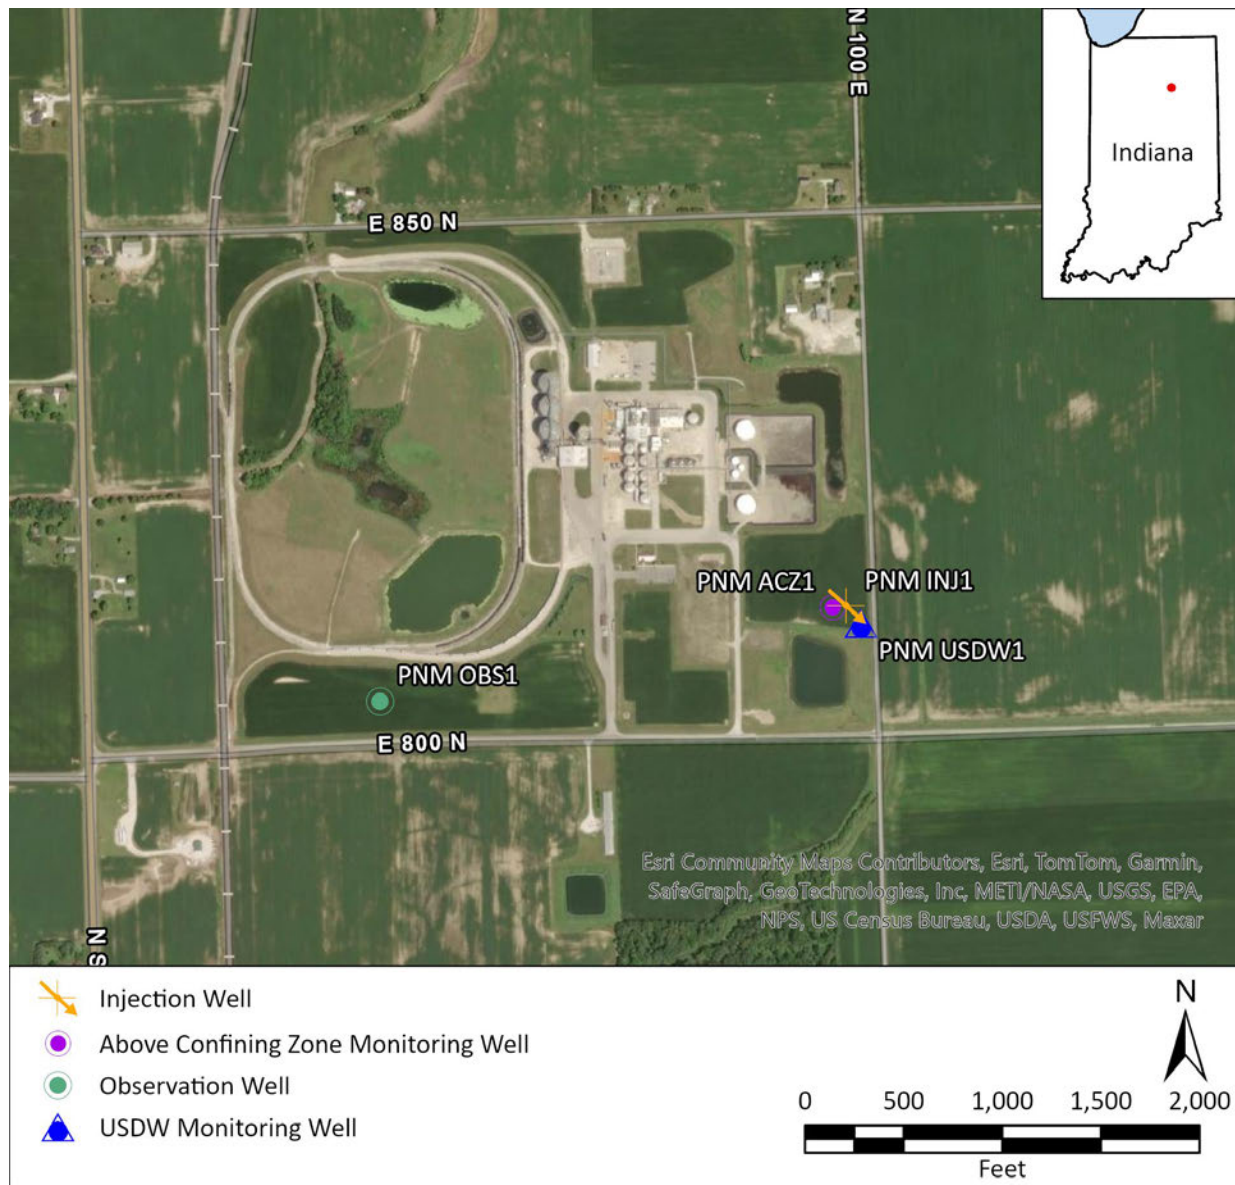 N 100 E
Indiana
E 850 N
PNM ACZ1
PNM INJ1
PNM USDW1
PNM OBS1
E 800 N
Esri Community Maps Contributors, Esri, TomTom, Garmin,
SafeGraph, GeoTechnologies, Inc, METI/NASA, USGS, EPA,
NPS, US Census Bureau, USDA, USFWS, Maxar
S N
Injection Well
Above Confining Zone Monitoring Well
Observation Well
USDW Monitoring Well
N
0 500 1,000 1,500 2,000
Feet